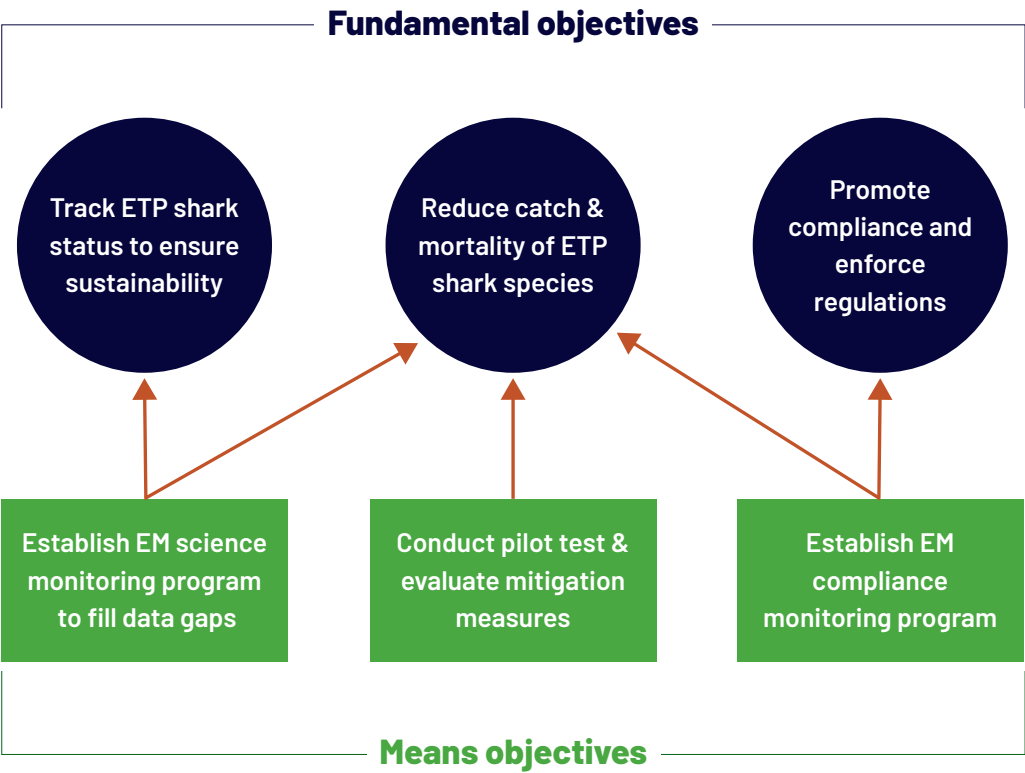 Fundamental objectives
Track ETP shark
status to ensure
sustainability
Reduce catch &
mortality of ETP
shark species
Promote
compliance and
enforce
regulations
Establish EM science
monitoring program
to fill data gaps
Conduct pilot test &
evaluate mitigation
measures
Establish EM
compliance
monitoring program
Means objectives